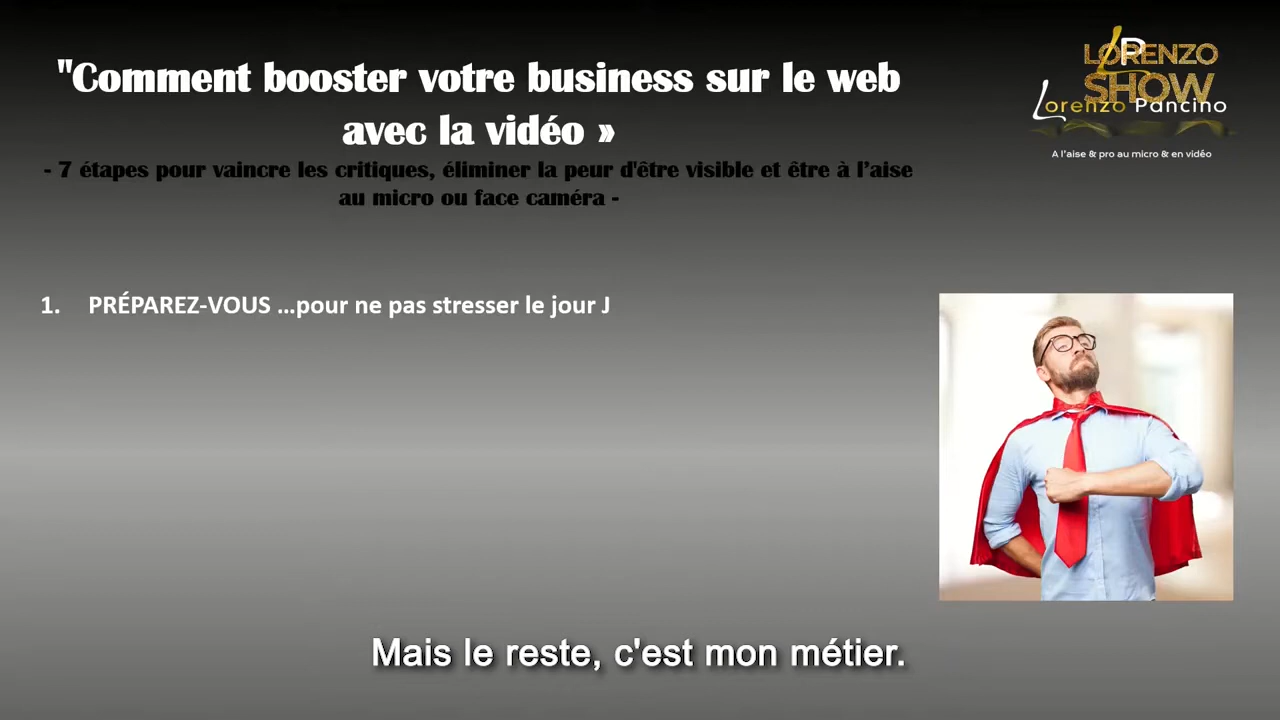 "Comment booster votre business sur le web
avec la vidéo »
- 7 étapes pour vaincre les critiques, éliminer la peur d'être visible et être à l’aise
au micro ou face caméra -
LORENZO
SHOW
LP
Lorenzo Pancino
A l’aise & pro au micro & en vidéo
1. PRÉPAREZ-VOUS …pour ne pas stresser le jour J
Mais le reste, c'est mon métier.